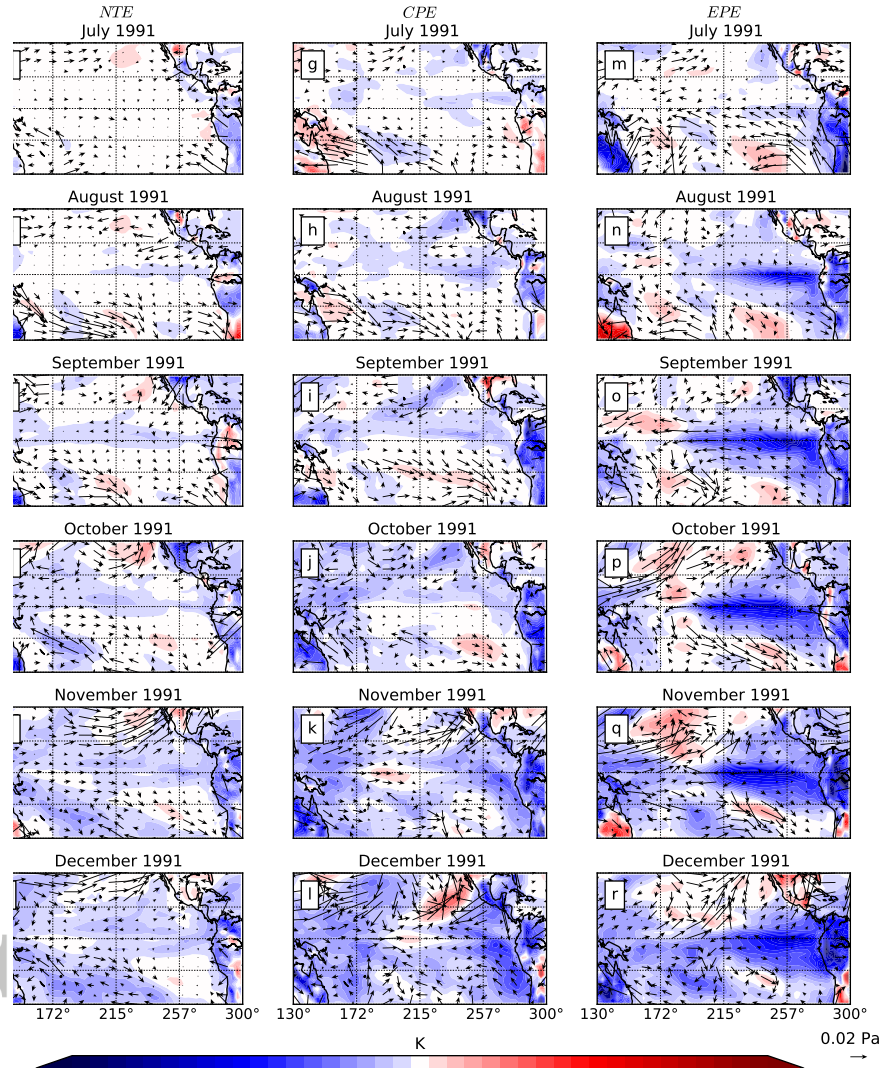 NTE CPE EPE
July 1991 July 1991 July 1991
g m
August 1991 August 1991 August 1991
h n
September 1991 September 1991 September 1991
i o
October 1991 October 1991 October 1991
j p
November 1991 November 1991 November 1991
k q
December 1991 December 1991 December 1991
l r
172° 215° 257° 300° 130° 172° 215° 257° 300° 130° 172° 215° 257° 300°
K
0.02 Pa